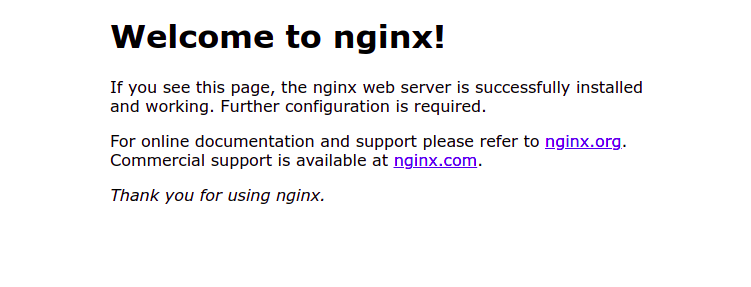 Welcome to nginx!
If you see this page, the nginx web server is successfully installed
and working. Further configuration is required.
For online documentation and support please refer to nginx.org.
Commercial support is available at nginx.com.
Thank you for using nginx.